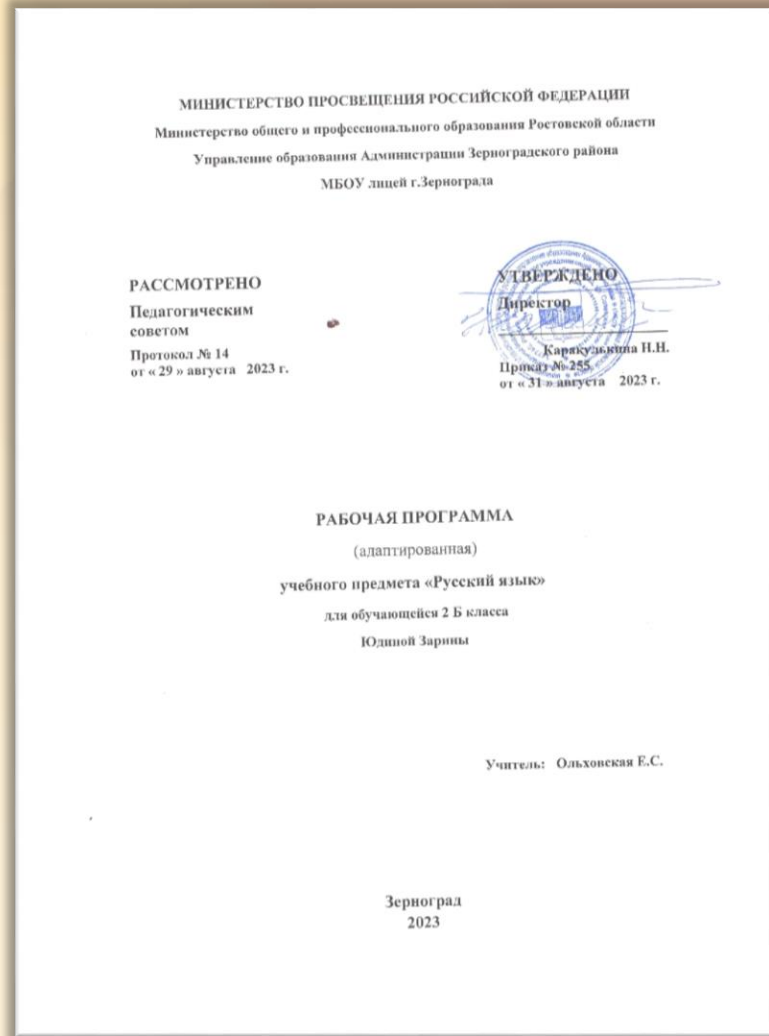 МИНИСТЕРСТВО ПРОСВЕЩЕНИЯ РОССИЙСКОЙ ФЕДЕРАЦИИ
Министерство общего и профессионального образования Ростовской области
Управление образования Администрации Зерноградского района
МБОУ лицей г.Зернограда
РАССМОТРЕНО
Педагогическим
советом
Протокол № 14
от « 29 » августа 2023 г.
УТВЕРЖДЕНО
Директор
Каракулькина Н.Н.
Приказ № 255
от « 31 » августа 2023 г.
РАБОЧАЯ ПРОГРАММА
(адаптированная)
учебного предмета «Русский язык»
для обучающейся 2 Б класса
Юдиной Зарины
Учитель: Ольховская Е.С.
Зерноград
2023